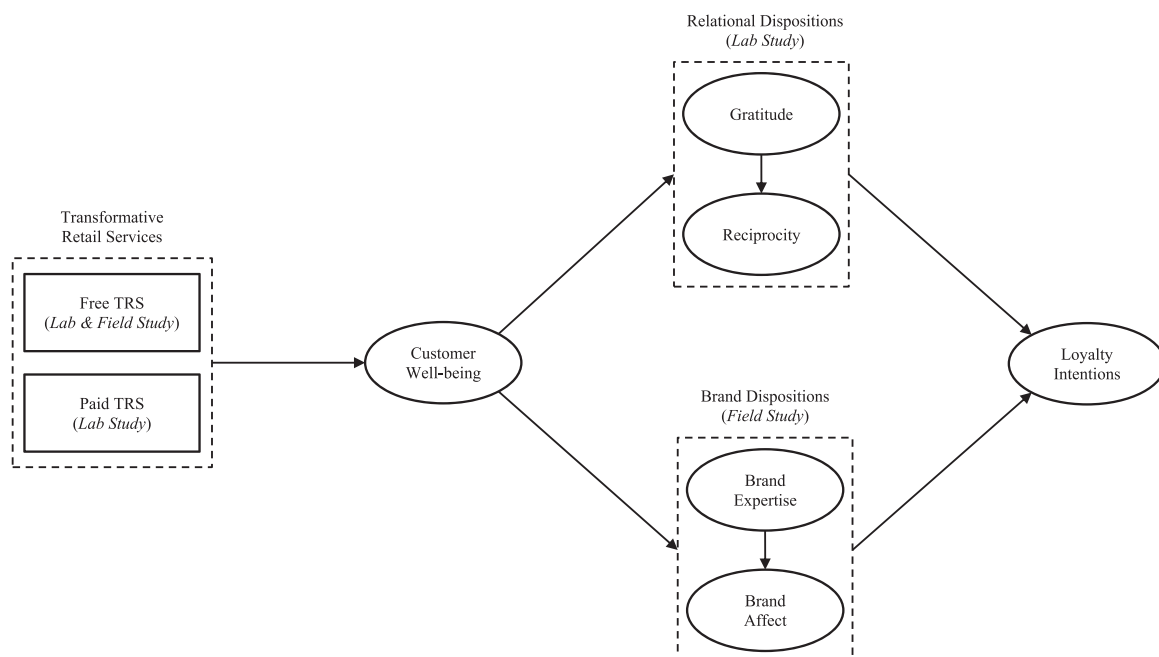 Relational Dispositions
(Lab Study)
Gratitude
Reciprocity
Transformative
Retail Services
Free TRS
(Lab & Field Study)
Paid TRS
(Lab Study)
Customer
Well-being
Loyalty
Intentions
Brand Dispositions
(Field Study)
Brand
Expertise
Brand
Affect